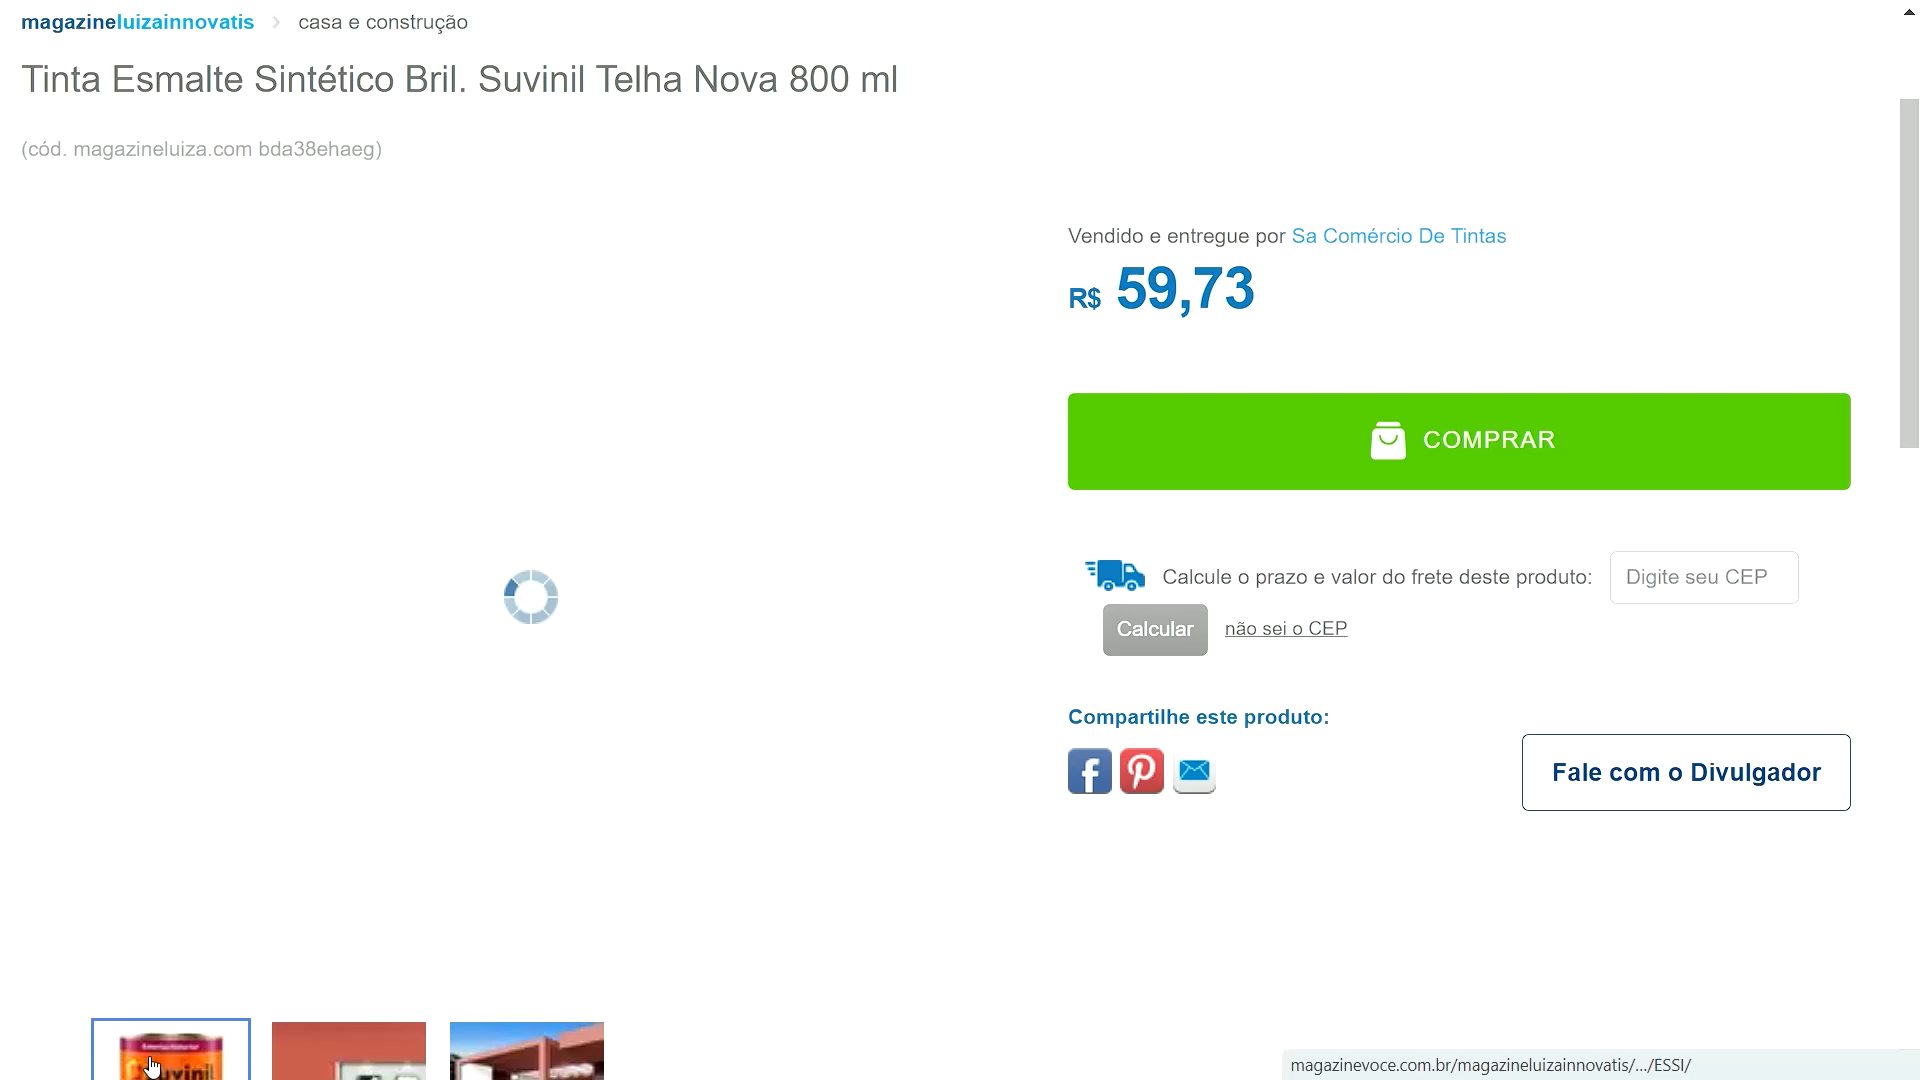 magazineluizainnovatis > casa e construção
Tinta Esmalte Sintético Bril. Suvinil Telha Nova 800 ml
(cód. magazineluiza.com bda38ehaeg)
Vendido e entregue por Sa Comércio De Tintas
R$ 59,73
COMPRAR
Calcule o prazo e valor do frete deste produto: Digite seu CEP
Calcular não sei o CEP
Compartilhe este produto:
Fale com o Divulgador
magazinevoce.com.br/magazineluizainnovatis/.../ESSI/